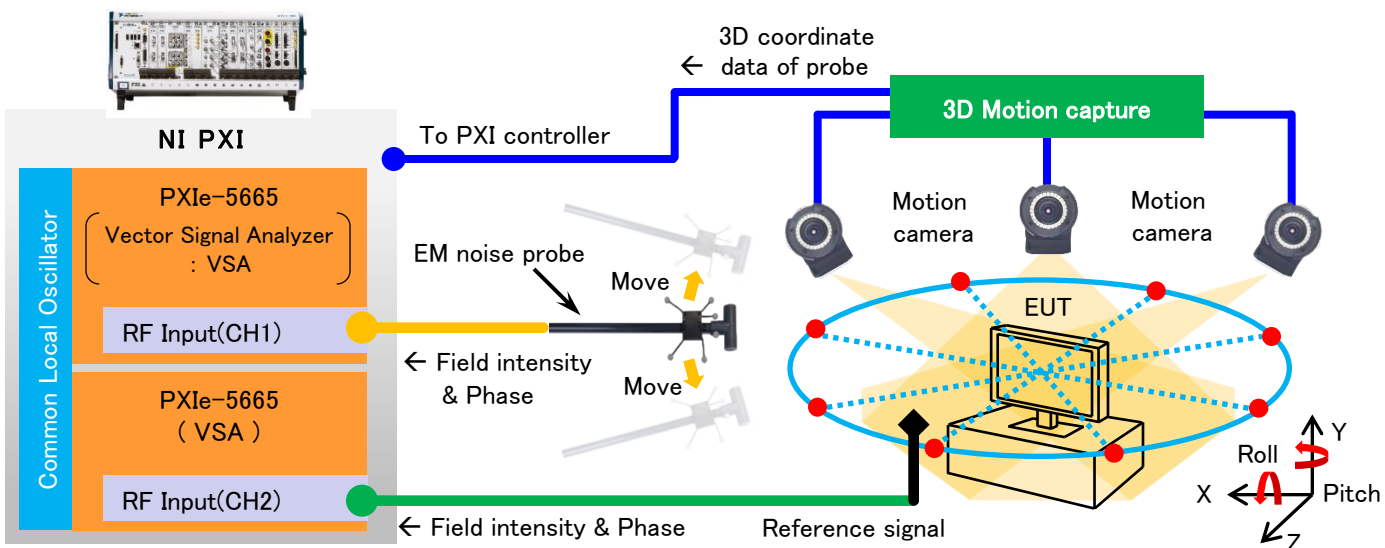 3D coordinate
← data of probe
3D Motion capture
NI PXI
To PXI controller
Common Local Oscillator
PXIe-5665
Vector Signal Analyzer
: VSA
RF Input(CH1)
EM noise probe
Move
Move
← Field intensity
& Phase
Motion
camera
Motion
camera
EUT
PXIe-5665
( VSA )
RF Input(CH2)
← Field intensity & Phase
Reference signal
Y
Roll
X
Pitch
Z